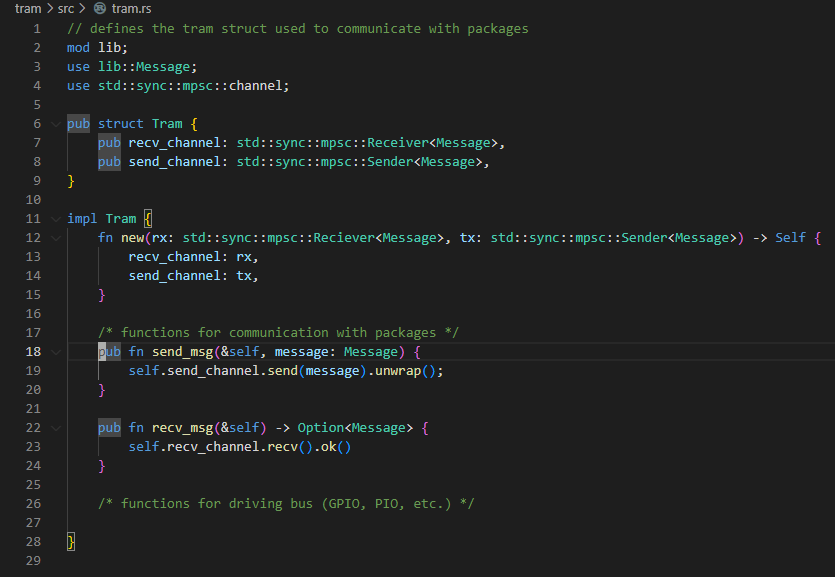 tram > src > tram.rs
1 // defines the tram struct used to communicate with packages
2 mod lib;
3 use lib::Message;
4 use std::sync::mpsc::channel;
5
6 pub struct Tram {
7     pub recv_channel: std::sync::mpsc::Receiver<Message>,
8     pub send_channel: std::sync::mpsc::Sender<Message>,
9 }
10
11 impl Tram {
12     fn new(rx: std::sync::mpsc::Reciever<Message>, tx: std::sync::mpsc::Sender<Message>) -> Self {
13         recv_channel: rx,
14         send_channel: tx,
15     }
16
17     /* functions for communication with packages */
18     pub fn send_msg(&self, message: Message) {
19         self.send_channel.send(message).unwrap();
20     }
21
22     pub fn recv_msg(&self) -> Option<Message> {
23         self.recv_channel.recv().ok()
24     }
25
26     /* functions for driving bus (GPIO, PIO, etc.) */
27
28 }
29